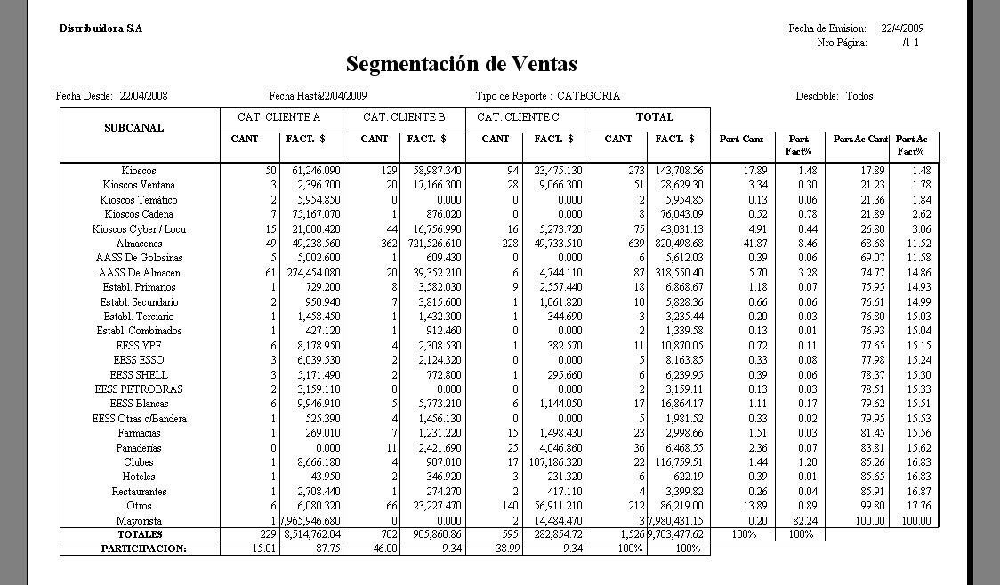 Distribuidora S.A
Fecha de Emision: 22/4/2009
Nro Página: /1 1
Segmentación de Ventas
Fecha Desde: 22/04/2008 Fecha Hasta22/04/2009 Tipo de Reporte : CATEGORIA Desdoble: Todos
SUBCANAL CAT. CLIENTE A CAT. CLIENTE B CAT. CLIENTE C TOTAL
CANT FACT. $ CANT FACT. $ CANT FACT. $ CANT FACT. $ Part. Cant Part. Fact% Part.Ac Cant Part.Ac Fact%
Kioscos 50 61,246.090 129 58,987.340 94 23,475.130 273 143,708.56 17.89 1.48 17.89 1.48
Kioscos Ventana 3 2,396.700 20 17,166.300 28 9,066.300 51 28,629.30 3.34 0.30 21.23 1.78
Kioscos Temático 2 5,954.850 0 0.000 0 0.000 2 5,954.85 0.13 0.06 21.36 1.84
Kioscos Cadena 7 75,167.070 1 876.020 0 0.000 8 76,043.09 0.52 0.78 21.89 2.62
Kioscos Cyber / Locu 15 21,000.420 44 16,756.990 16 5,273.720 75 43,031.13 4.91 0.44 26.80 3.06
Almacenes 49 49,238.560 362 721,526.610 228 49,733.510 639 820,498.68 41.87 8.46 68.68 11.52
AASS De Golosinas 5 5,002.600 1 609.430 0 0.000 6 5,612.03 0.39 0.06 69.07 11.58
AASS De Almacen 61 274,454.080 20 39,352.210 6 4,744.110 87 318,550.40 5.70 3.28 74.77 14.86
Establ. Primarios 1 729.200 8 3,582.030 9 2,557.440 18 6,868.67 1.18 0.07 75.95 14.93
Establ. Secundario 2 950.940 7 3,815.600 1 1,061.820 10 5,828.36 0.66 0.06 76.61 14.99
Establ. Terciario 1 1,458.450 1 1,432.300 1 344.690 3 3,235.44 0.20 0.03 76.80 15.03
Establ. Combinados 1 427.120 1 912.460 0 0.000 2 1,339.58 0.13 0.01 76.93 15.04
EESS YPF 6 8,178.950 4 2,308.530 1 382.570 11 10,870.05 0.72 0.11 77.65 15.15
EESS ESSO 3 6,039.530 2 2,124.320 0 0.000 5 8,163.85 0.33 0.08 77.98 15.24
EESS SHELL 3 5,171.490 2 772.800 1 295.660 6 6,239.95 0.39 0.06 78.37 15.30
EESS PETROBRAS 2 3,159.110 0 0.000 0 0.000 2 3,159.11 0.13 0.03 78.51 15.33
EESS Blancas 9 9,946.910 5 5,773.210 6 1,144.050 17 16,864.17 1.11 0.17 79.62 15.51
EESS Otras c/Bandera 1 525.390 4 1,456.130 0 0.000 5 1,981.52 0.33 0.02 79.95 15.53
Farmacias 1 269.010 7 1,231.220 15 1,498.430 23 2,998.66 1.51 0.03 81.45 15.56
Panaderías 0 0.000 11 2,421.690 25 4,046.860 36 6,468.55 2.36 0.07 83.81 15.62
Clubes 1 8,666.180 4 907.010 17 107,186.320 22 116,759.51 1.44 1.20 85.26 16.83
Hoteles 1 43.950 2 346.920 3 231.320 6 622.19 0.39 0.01 85.65 16.83
Restaurantes 1 2,708.440 1 274.270 2 417.110 4 3,399.82 0.26 0.04 85.91 16.87
Otros 6 6,080.320 66 23,227.470 140 56,911.210 212 86,219.00 13.89 0.89 99.80 17.76
Mayorista 1 7,965,946.680 0 0.000 2 14,484.470 3 7,980,431.15 0.20 82.24 100.00 100.00
TOTALES 229 8,514,762.04 702 905,860.86 595 282,854.72 1,526 9,703,477.62 100% 100%
PARTICIPACION: 15.01 87.75 46.00 9.34 38.99 9.34 100% 100%